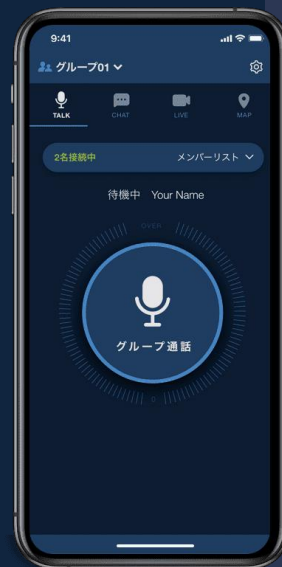 9:41
グループ01
TALK
CHAT
LIVE
MAP
2名接続中 メンバーリスト
待機中 Your Name
OVER
グループ通話